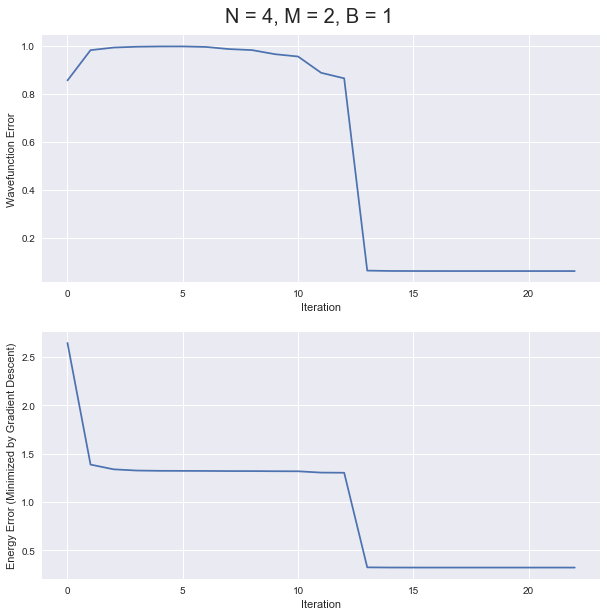 N = 4, M = 2, B = 1
1.0
0.8
0.6
0.4
0.2
Wavefunction Error
0 5 10 15 20
Iteration
2.5
2.0
1.5
1.0
0.5
Energy Error (Minimized by Gradient Descent)
0 5 10 15 20
Iteration